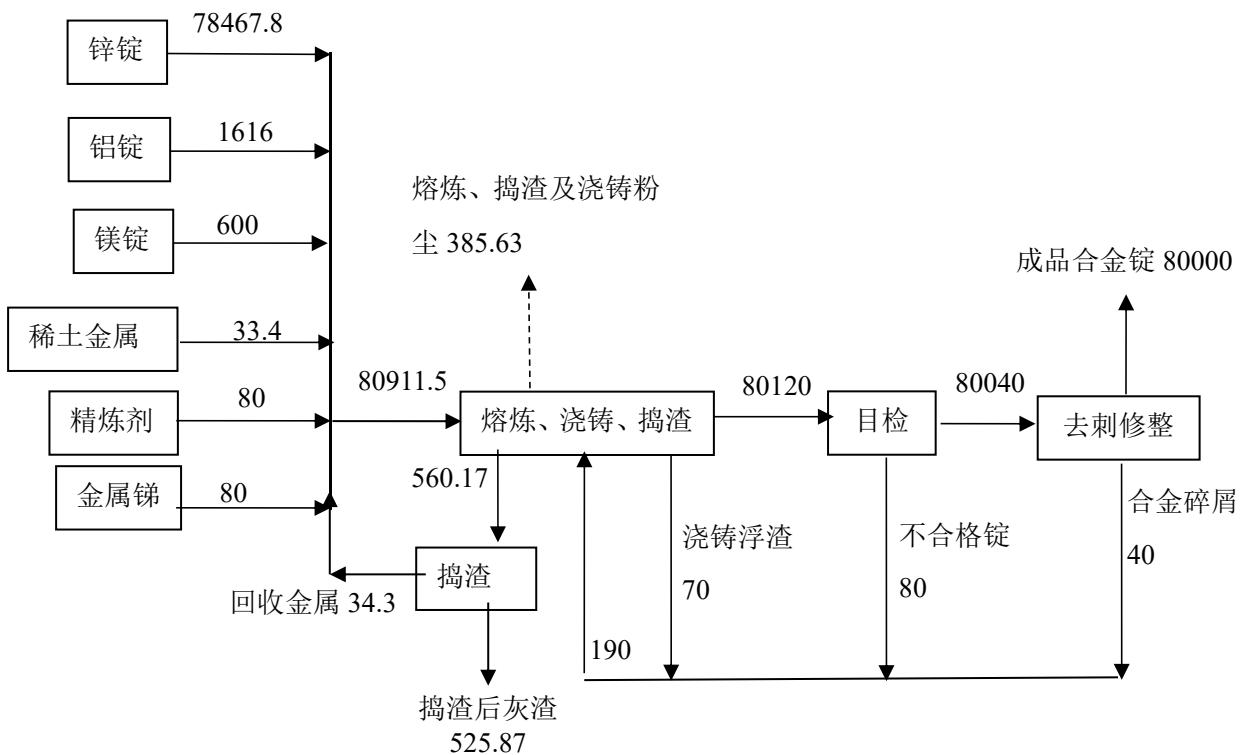 78467.8
锌锭
1616
铝锭
600
镁锭
33.4
稀土金属
80
精炼剂
80
金属锑
80911.5
熔炼、捣渣及浇铸粉
尘 385.63
熔炼、浇铸、捣渣
80120
目检
80040
去刺修整
成品合金锭 80000
560.17
捣渣
回收金属 34.3
捣渣后灰渣
525.87
浇铸浮渣
70
不合格锭
80
合金碎屑
40
190